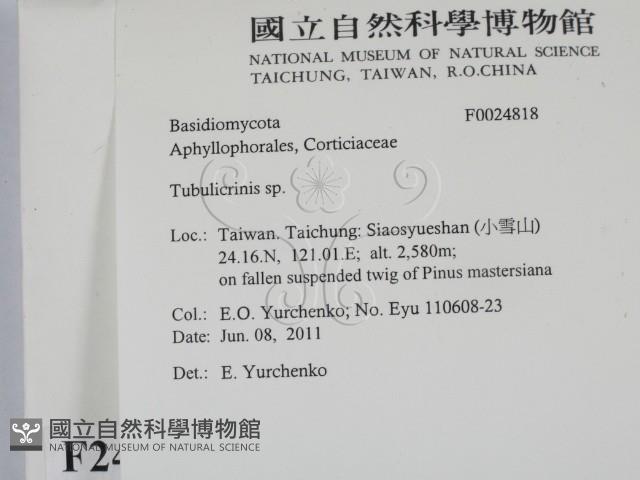 國立自然科學博物館
NATIONAL MUSEUM OF NATURAL SCIENCE
TAICHUNG, TAIWAN, R.O.CHINA
Basidiomycota F0024818
Aphyllophorales, Corticiaceae
Tubulicrinis sp.
Loc.: Taiwan. Taichung: Siaosyueshan (小雪山)
24.16.N, 121.01.E; alt. 2,580m;
on fallen suspended twig of Pinus mastersiana
Col.: E.O. Yurchenko; No. Eyu 110608-23
Date: Jun. 08, 2011
Det.: E. Yurchenko
國立自然科學博物館
NATIONAL MUSEUM OF NATURAL SCIENCE
F24